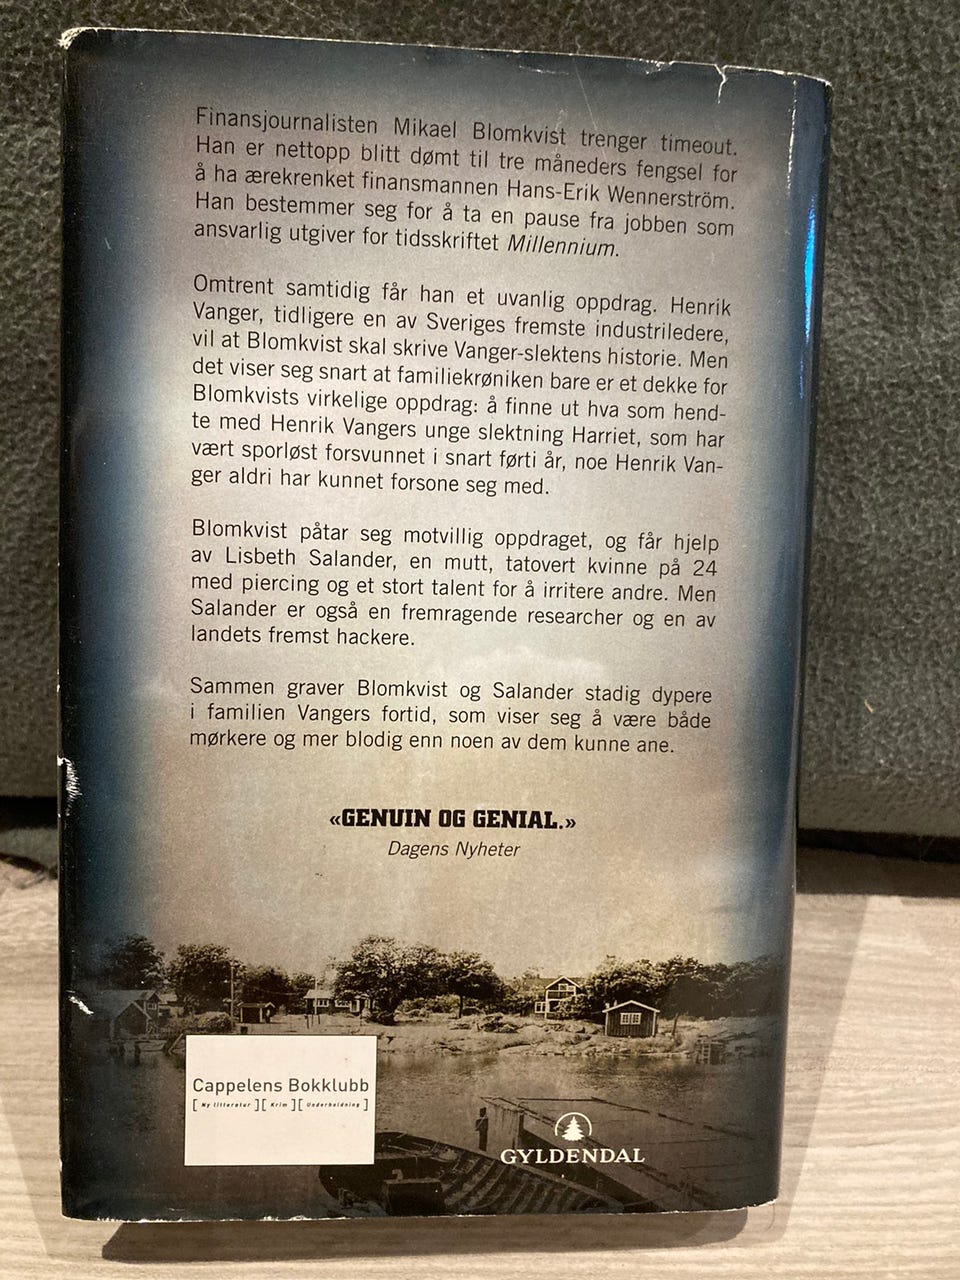 Finansjournalisten Mikael Blomkvist trenger timeout.
Han er nettopp blitt dømt til tre måneders fengsel for
å ha ærekrenket finansmannen Hans-Erik Wennerström.
Han bestemmer seg for å ta en pause fra jobben som
ansvarlig utgiver for tidsskriftet Millennium.
Omtrent samtidig får han et uvanlig oppdrag. Henrik
Vanger, tidligere en av Sveriges fremste industriledere,
vil at Blomkvist skal skrive Vanger-slektens historie. Men
det viser seg snart at familiekrøniken bare er et dekke for
Blomkvists virkelige oppdrag: å finne ut hva som hend-
te med Henrik Vangers unge slektning Harriet, som har
vært sporløst forsvunnet i snart førti år, noe Henrik Van-
ger aldri har kunnet forsone seg med.
Blomkvist påtar seg motvillig oppdraget, og får hjelp
av Lisbeth Salander, en mutt, tatovert kvinne på 24
med piercing og et stort talent for å irritere andre. Men
Salander er også en fremragende researcher og en av
landets fremst hackere.
Sammen graver Blomkvist og Salander stadig dypere
i familien Vangers fortid, som viser seg å være både
mørkere og mer blodig enn noen av dem kunne ane.
«GENUIN OG GENIAL.»
Dagens Nyheter
Cappelens Bokklubb
[ Ny litteratur ][ Krim ][ Underholdning ]
GYLDENDAL